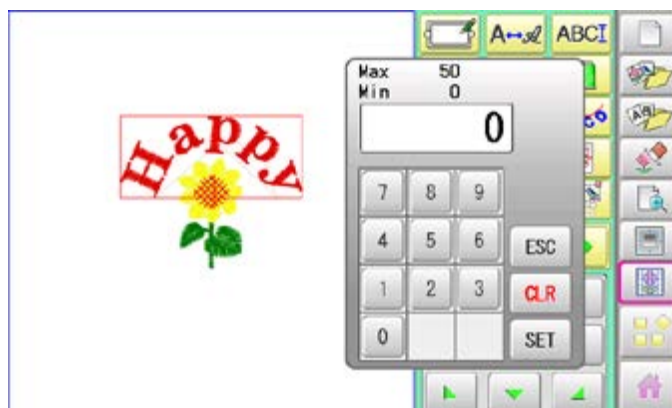 A↔A ABCI
Max 50
Min 0
0
Happy
7 8 9
4 5 6 ESC
1 2 3 CLR
0 SET